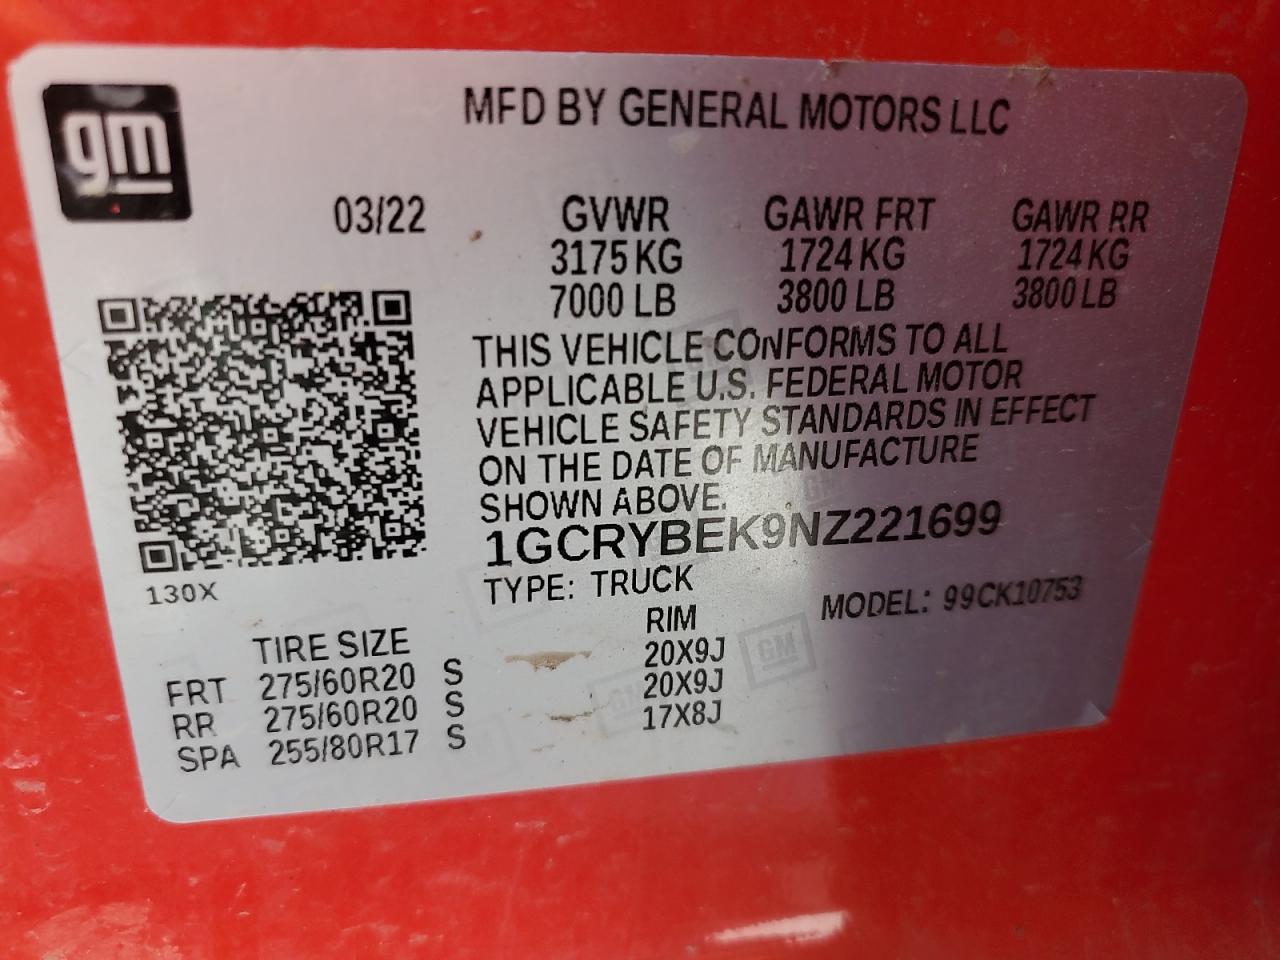 gm
MFD BY GENERAL MOTORS LLC
03/22 GVWR GAWR FRT GAWR RR
3175 KG 1724 KG 1724 KG
7000 LB 3800 LB 3800 LB
THIS VEHICLE CONFORMS TO ALL
APPLICABLE U.S. FEDERAL MOTOR
VEHICLE SAFETY STANDARDS IN EFFECT
ON THE DATE OF MANUFACTURE
SHOWN ABOVE.
1GCRYBEK9NZ221699
130X
TYPE: TRUCK MODEL: 99CK10753
TIRE SIZE RIM
FRT 275/60R20 S 20X9J
RR 275/60R20 S 20X9J
SPA 255/80R17 S 17X8J
GM
GM
GM